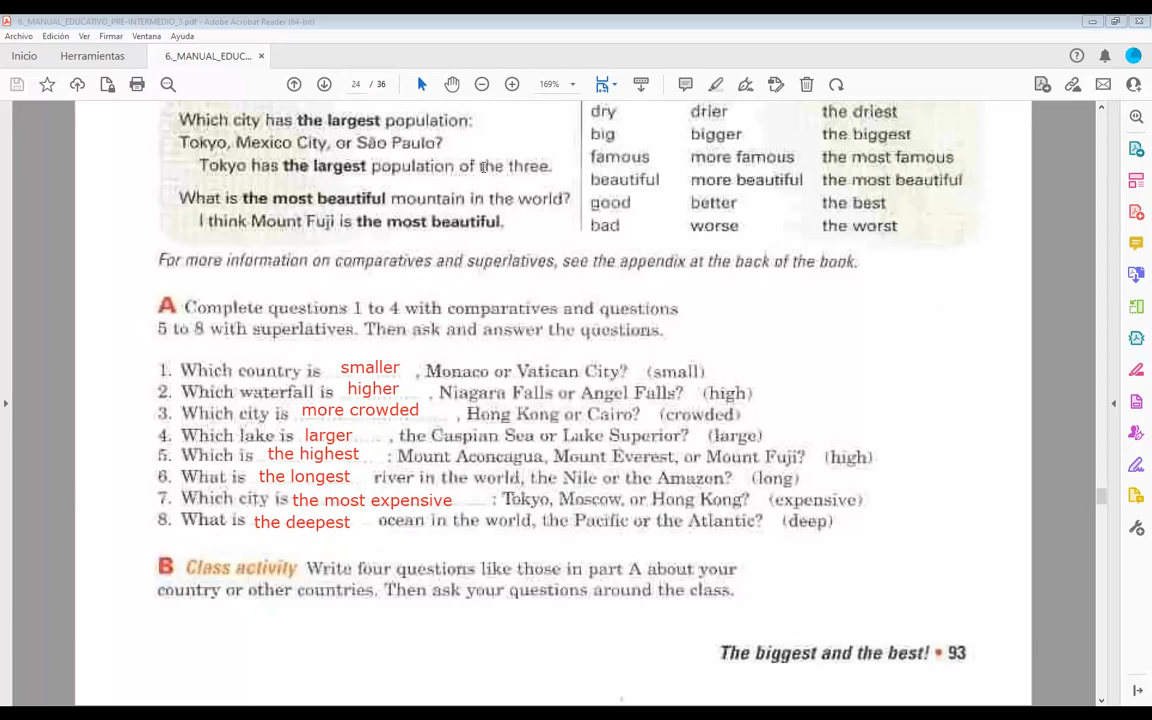 6._MANUAL_EDUCATIVO_PRE-INTERMEDIO_3.pdf - Adobe Acrobat Reader (64-bit)
Archivo Edición Ver Firmar Ventana Ayuda
Inicio Herramientas 6._MANUAL_EDUC... ×
24 / 36 169%
Which city has the largest population:
Tokyo, Mexico City, or São Paulo?
Tokyo has the largest population of the three.
What is the most beautiful mountain in the world?
I think Mount Fuji is the most beautiful.
dry drier the driest
big bigger the biggest
famous more famous the most famous
beautiful more beautiful the most beautiful
good better the best
bad worse the worst
For more information on comparatives and superlatives, see the appendix at the back of the book.
A Complete questions 1 to 4 with comparatives and questions
5 to 8 with superlatives. Then ask and answer the questions.
1. Which country is smaller , Monaco or Vatican City? (small)
2. Which waterfall is higher , Niagara Falls or Angel Falls? (high)
3. Which city is more crowded , Hong Kong or Cairo? (crowded)
4. Which lake is larger , the Caspian Sea or Lake Superior? (large)
5. Which is the highest : Mount Aconcagua, Mount Everest, or Mount Fuji? (high)
6. What is the longest river in the world, the Nile or the Amazon? (long)
7. Which city is the most expensive : Tokyo, Moscow, or Hong Kong? (expensive)
8. What is the deepest ocean in the world, the Pacific or the Atlantic? (deep)
B Class activity Write four questions like those in part A about your
country or other countries. Then ask your questions around the class.
The biggest and the best! • 93